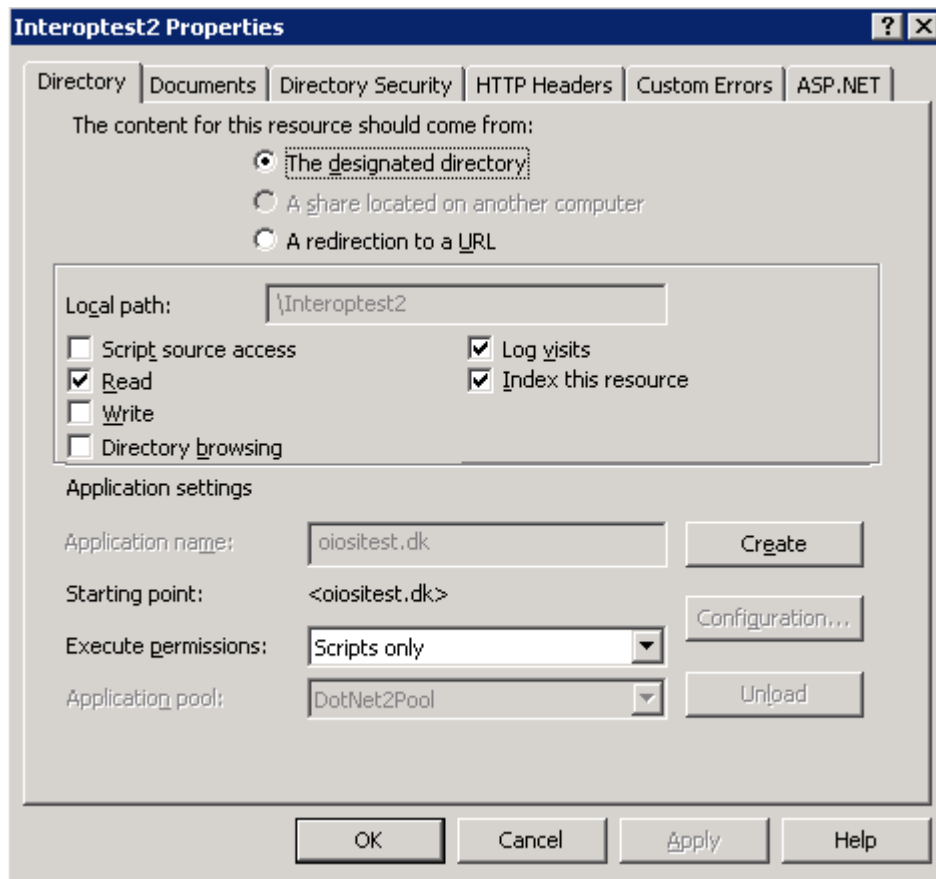 Interoptest2 Properties ? X
Directory Documents Directory Security HTTP Headers Custom Errors ASP.NET
The content for this resource should come from:
The designated directory
A share located on another computer
A redirection to a URL
Local path: \Interoptest2
Script source access Log visits
Read Index this resource
Write
Directory browsing
Application settings
Application name: oiositest.dk Create
Starting point: <oiositest.dk>
Configuration...
Execute permissions: Scripts only
Application pool: DotNet2Pool Unload
OK Cancel Apply Help